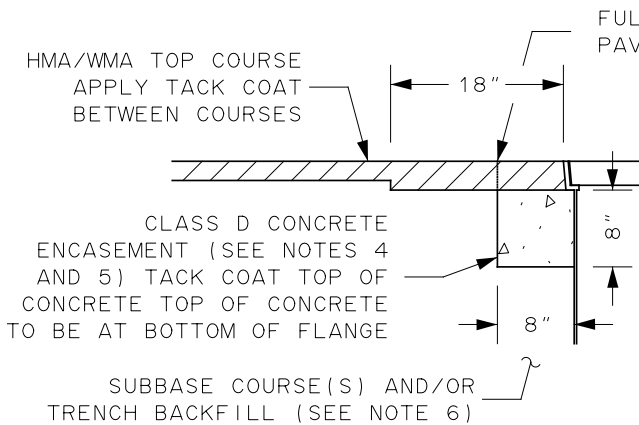 FUL
PAV
HMA/WMA TOP COURSE
APPLY TACK COAT
BETWEEN COURSES
18"
CLASS D CONCRETE
ENCASEMENT (SEE NOTES 4
AND 5) TACK COAT TOP OF
CONCRETE TOP OF CONCRETE
TO BE AT BOTTOM OF FLANGE
8"
8"
SUBBASE COURSE(S) AND/OR
TRENCH BACKFILL (SEE NOTE 6)